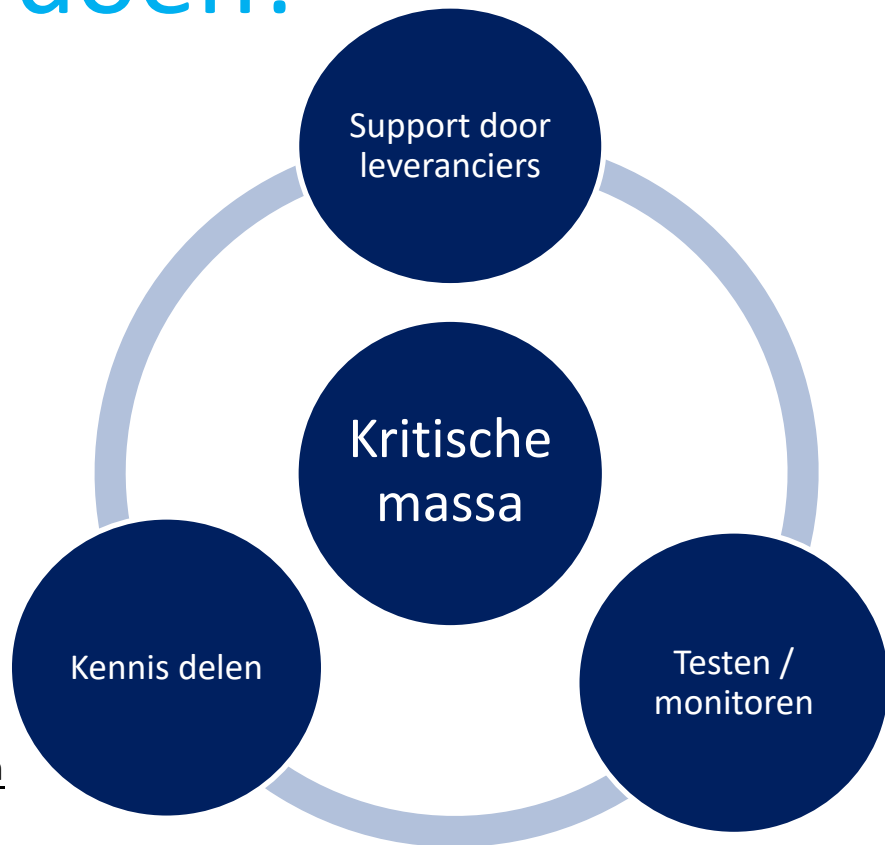 doen?
Support door
leveranciers
Kritische
massa
Kennis delen
Testen /
monitoren